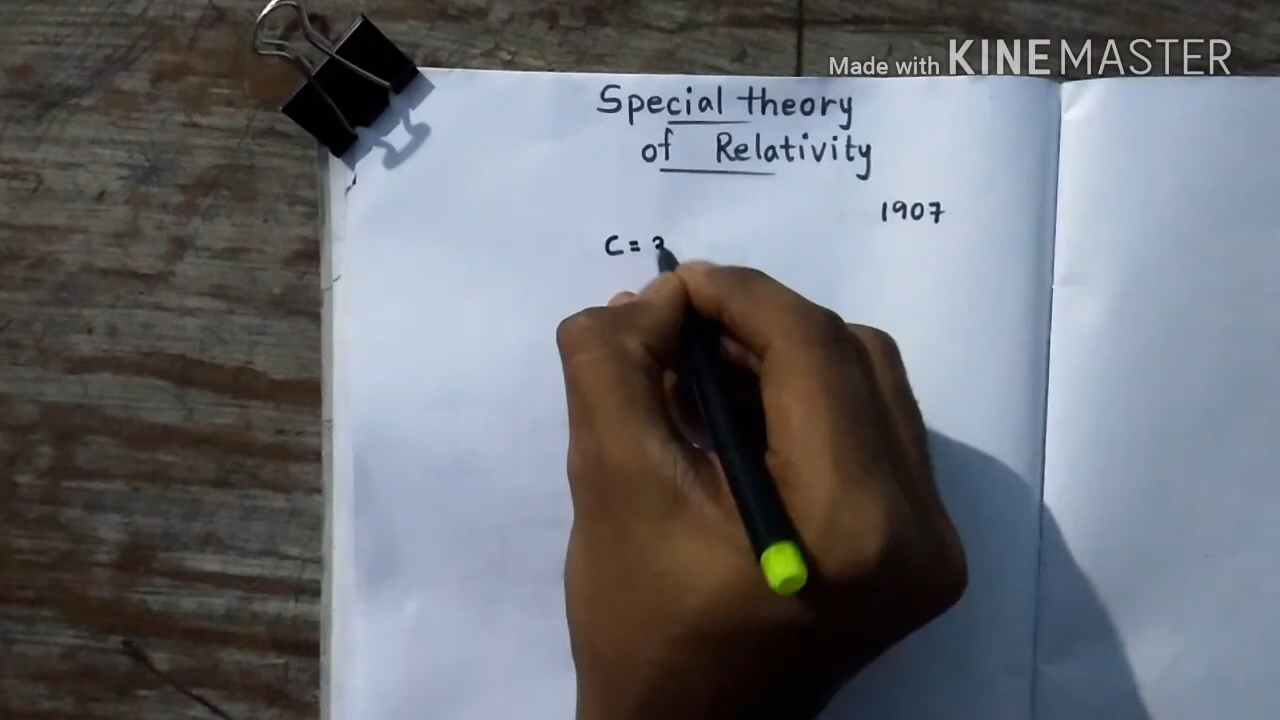 Made with KINEMASTER
Special theory
of Relativity
1907
C =